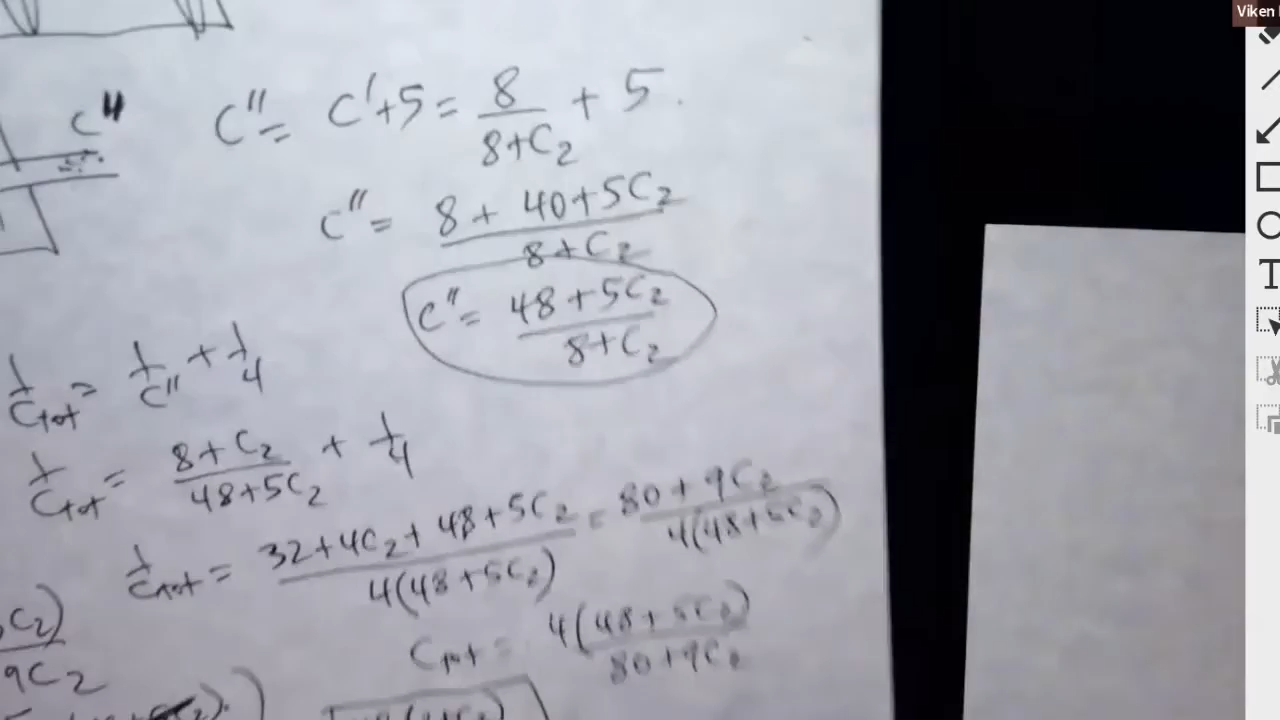 Viken
C" C" = C'+5 = 8/(8+C₂) + 5.
C" = (8 + 40+5C₂)/(8+C₂)
C" = (48+5C₂)/(8+C₂)
1/Ctot = 1/C" + 1/4
1/Ctot = (8+C₂)/(48+5C₂) + 1/4
1/Ctot = (32+4C₂+48+5C₂)/(4(48+5C₂)) = (80+9C₂)/(4(48+5C₂))
Ctot = 4(48+5C₂)/(80+9C₂)
C₂)
9C₂
T